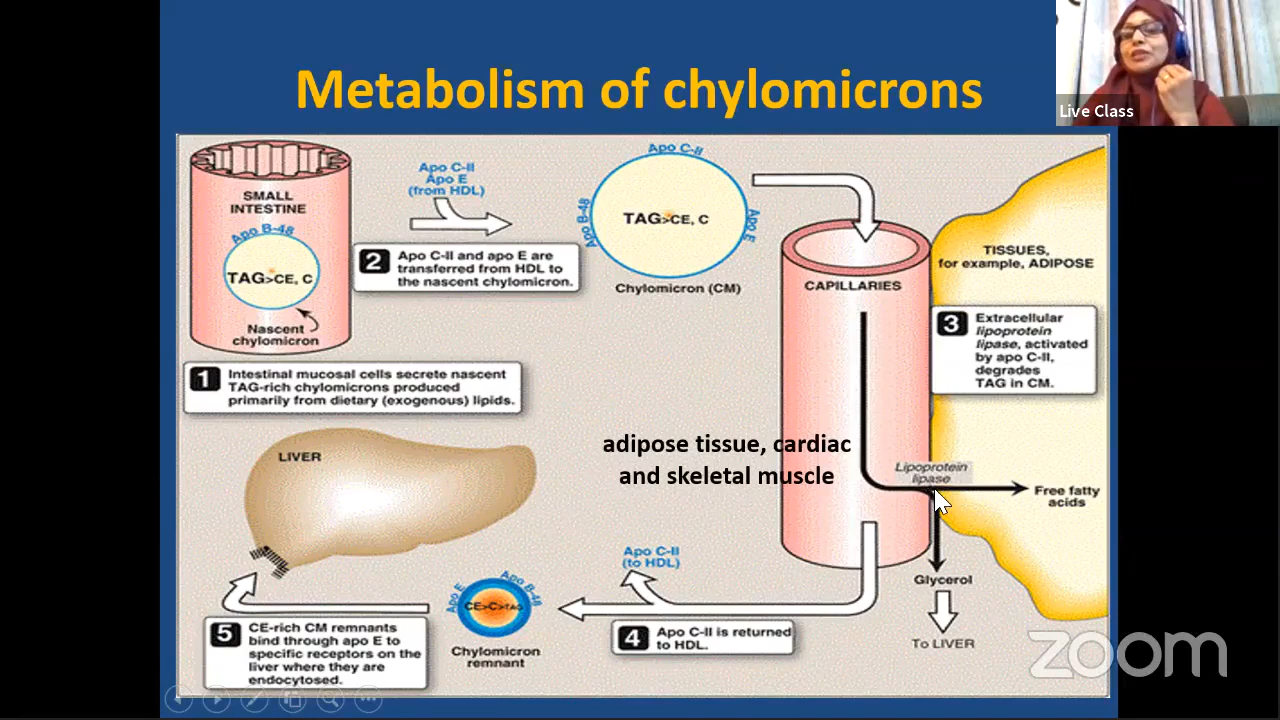 Metabolism of chylomicrons
Live Class
SMALL
INTESTINE
Apo B-48
TAG>CE, C
Nascent
chylomicron
Apo C-II
Apo E
(from HDL)
2 Apo C-II and apo E are
transferred from HDL to
the nascent chylomicron.
Apo C-II
Apo B-48
TAG>CE, C
Apo E
Chylomicron (CM)
CAPILLARIES
TISSUES,
for example, ADIPOSE
3 Extracellular
lipoprotein
lipase, activated
by apo C-II,
degrades
TAG in CM.
1 Intestinal mucosal cells secrete nascent
TAG-rich chylomicrons produced
primarily from dietary (exogenous) lipids.
LIVER
adipose tissue, cardiac
and skeletal muscle
Lipoprotein
lipase
Free fatty
acids
Glycerol
To LIVER
Apo C-II
(to HDL)
4 Apo C-II is returned
to HDL.
Apo E
Apo B-48
CE>C>TAG
Chylomicron
remnant
5 CE-rich CM remnants
bind through apo E to
specific receptors on the
liver where they are
endocytosed.
zoom